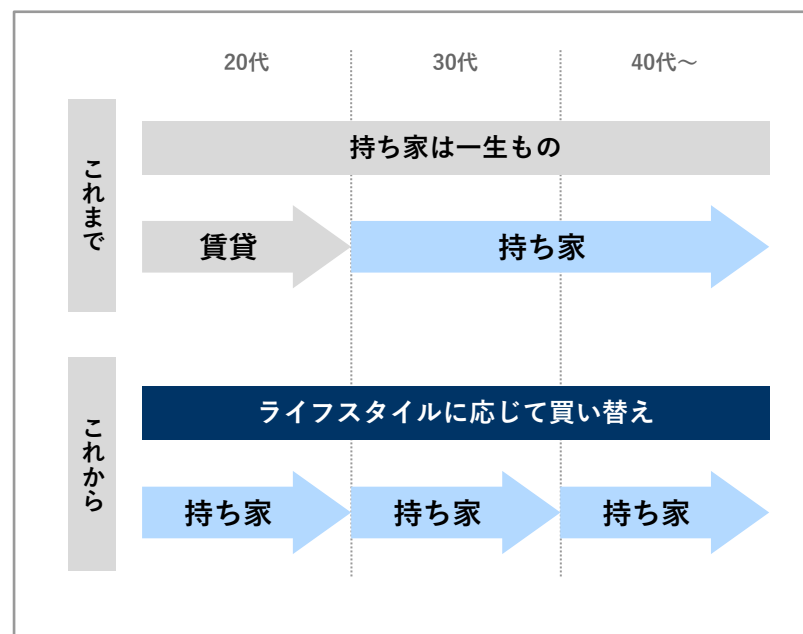 20代
30代
40代～
これまで
持ち家は一生もの
賃貸
持ち家
これから
ライフスタイルに応じて買い替え
持ち家
持ち家
持ち家